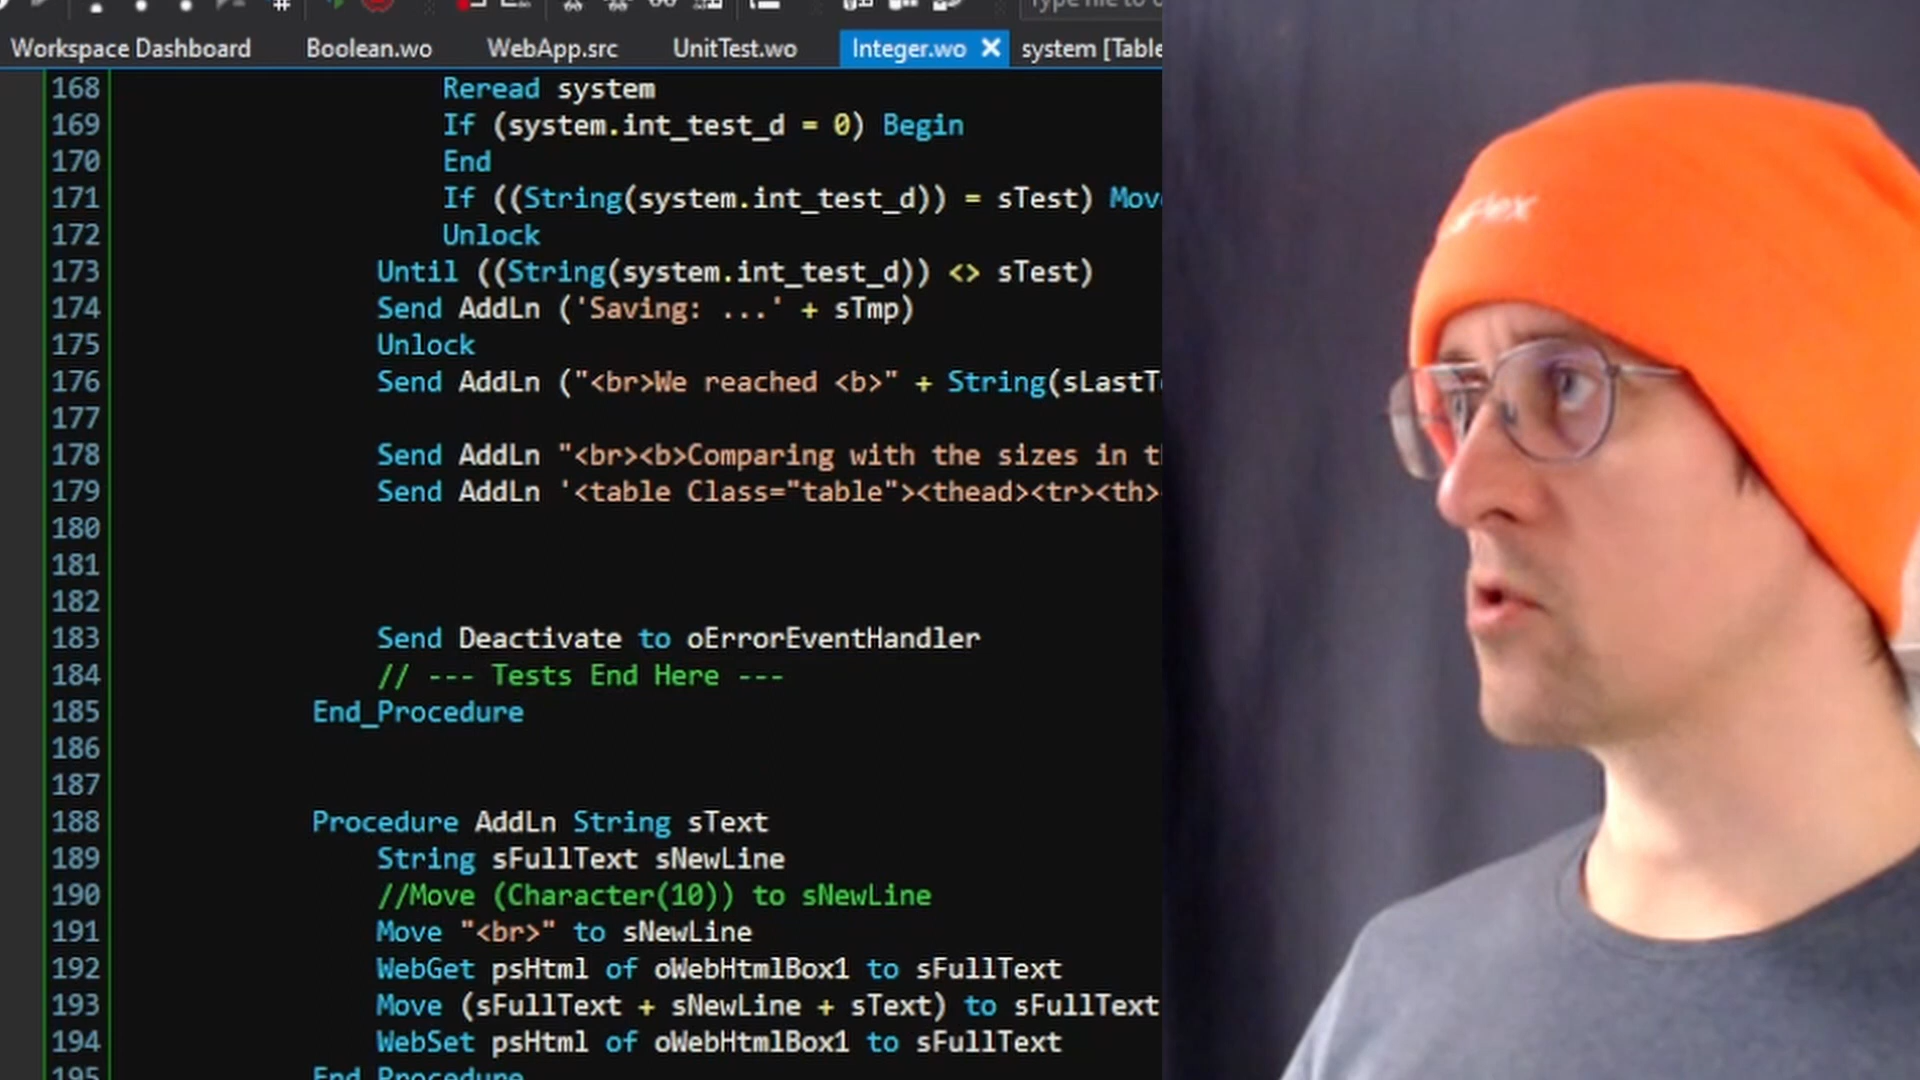 Workspace Dashboard Boolean.wo WebApp.src UnitTest.wo Integer.wo system [Table
168 Reread system
169 If (system.int_test_d = 0) Begin
170 End
171 If ((String(system.int_test_d)) = sTest) Move
172 Unlock
173 Until ((String(system.int_test_d)) <> sTest)
174 Send AddLn ('Saving: ...' + sTmp)
175 Unlock
176 Send AddLn ("<br>We reached <b>" + String(sLastTe
177
178 Send AddLn "<br><b>Comparing with the sizes in th
179 Send AddLn '<table Class="table"><thead><tr><th>
180
181
182
183 Send Deactivate to oErrorEventHandler
184 // --- Tests End Here ---
185 End_Procedure
186
187
188 Procedure AddLn String sText
189 String sFullText sNewLine
190 //Move (Character(10)) to sNewLine
191 Move "<br>" to sNewLine
192 WebGet psHtml of oWebHtmlBox1 to sFullText
193 Move (sFullText + sNewLine + sText) to sFullText
194 WebSet psHtml of oWebHtmlBox1 to sFullText
195 End_Procedure